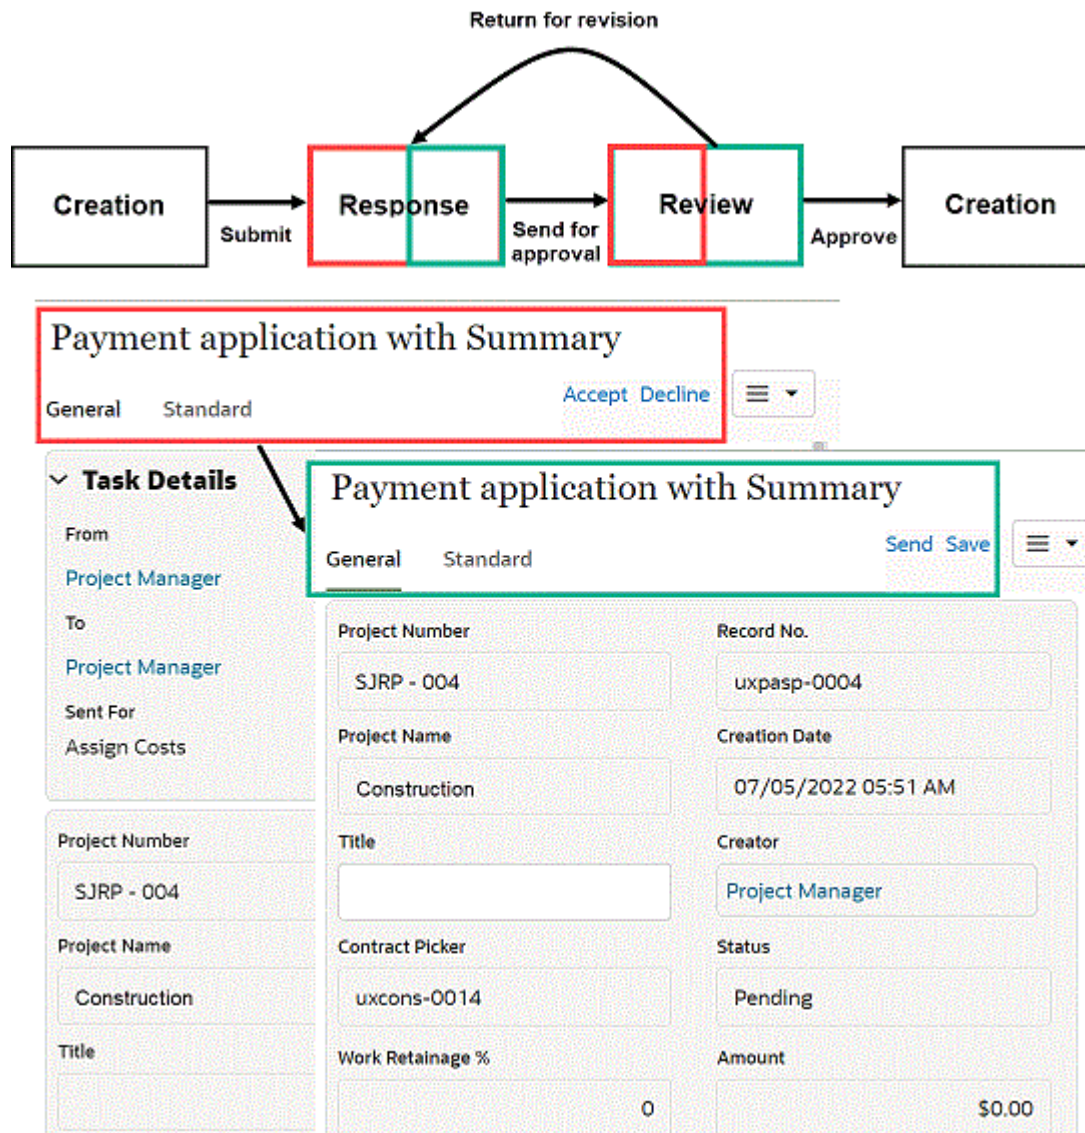 Return for revision
Creation
Submit
Response
Send for
approval
Review
Approve
Creation
Payment application with Summary
General Standard
Accept Decline
Task Details
From
Project Manager
To
Project Manager
Sent For
Assign Costs
Project Number
SJRP - 004
Project Name
Construction
Title
Payment application with Summary
General Standard
Send Save
Project Number
SJRP - 004
Record No.
uxpasp-0004
Project Name
Construction
Creation Date
07/05/2022 05:51 AM
Title
Creator
Project Manager
Contract Picker
uxcons-0014
Status
Pending
Work Retainage %
0
Amount
$0.00